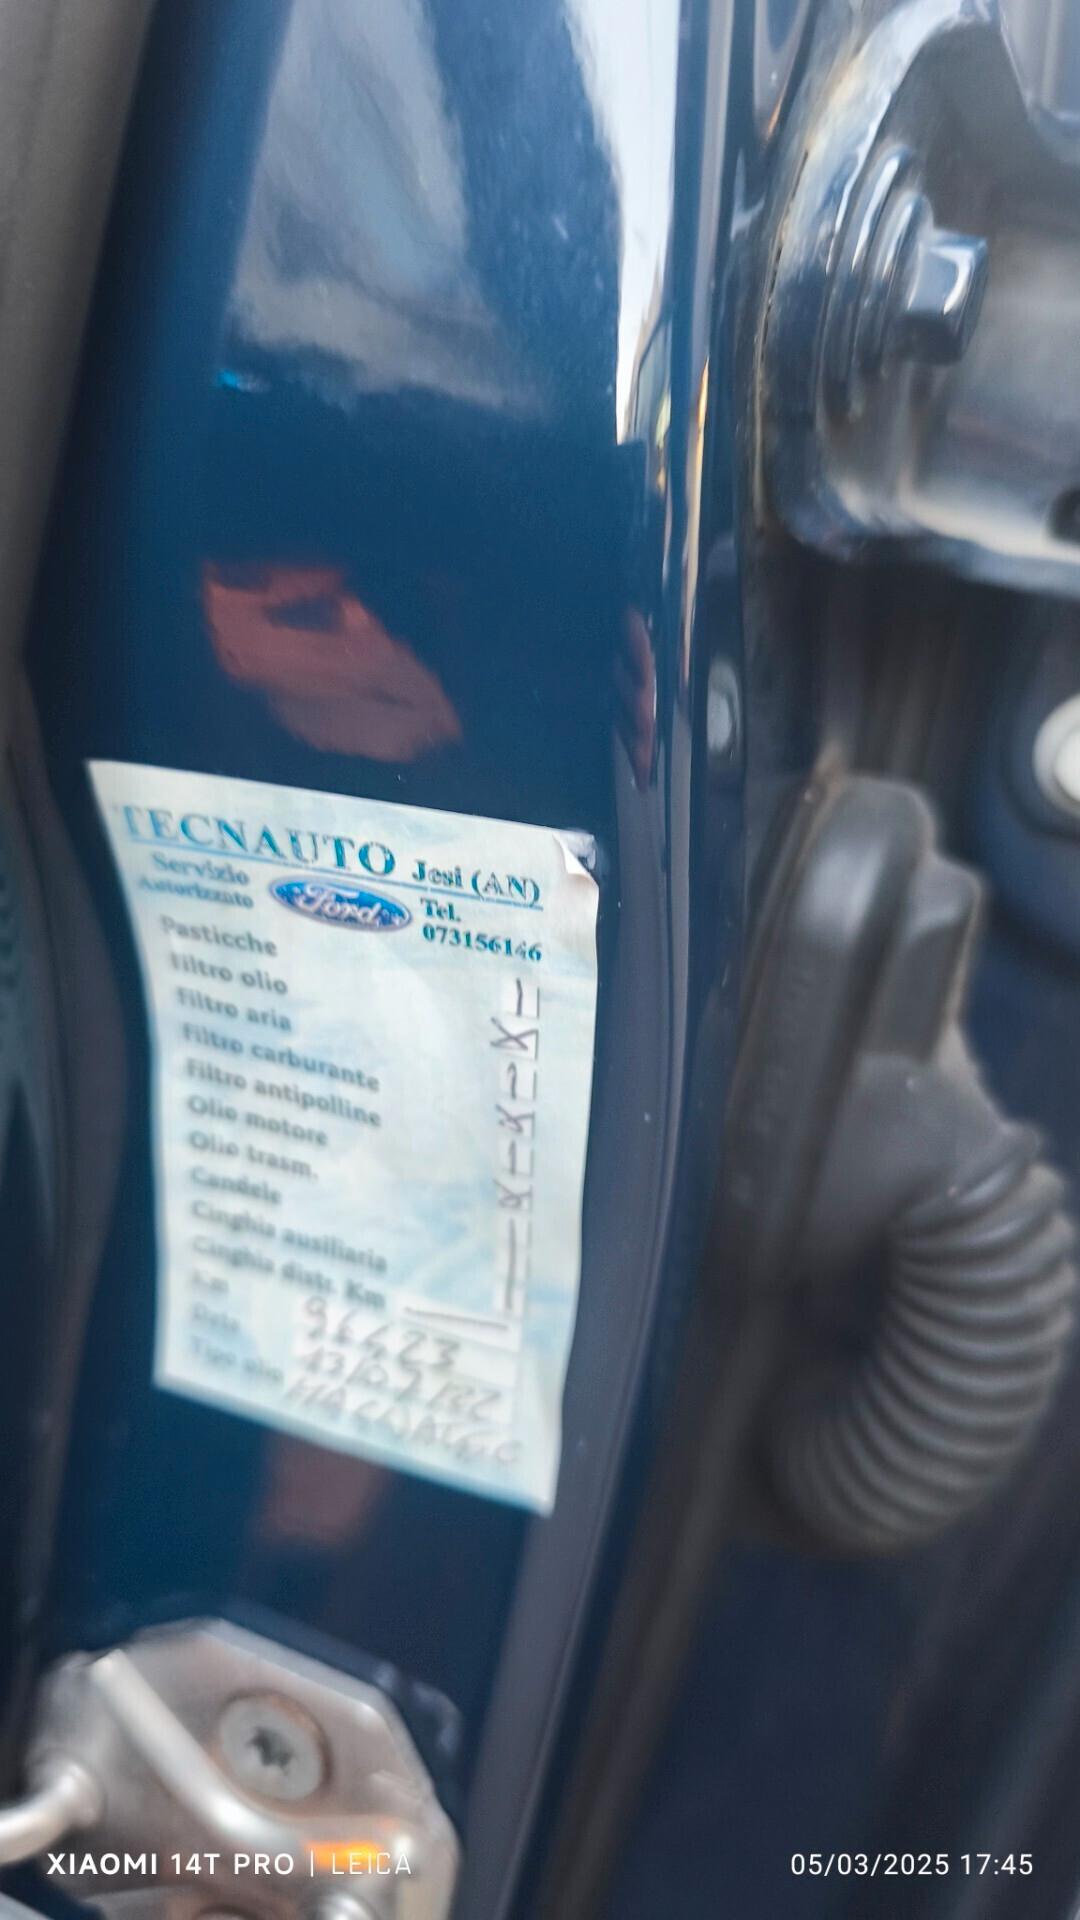 TECNAUTO Jesi (AN)
Servizio Autorizzato
Ford
Tel. 073156146
Pasticche
Filtro olio
Filtro aria
Filtro carburante
Filtro antipolline
Olio motore
Olio trasm.
Candele
Cinghia ausiliaria
Cinghia distr. Km
Km
Data
Tipo olio
XIAOMI 14T PRO | LEICA
05/03/2025 17:45